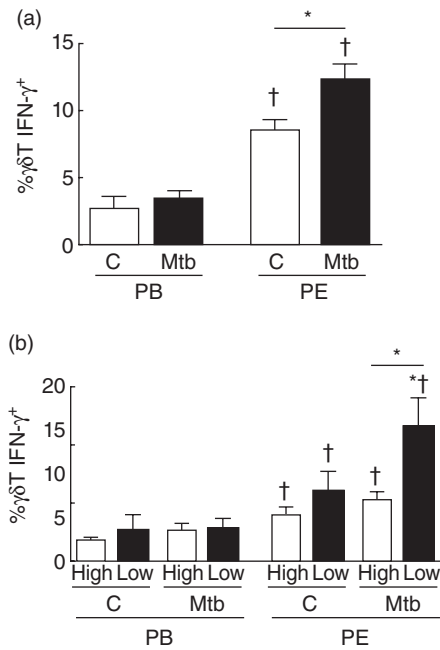 (a)
*
†
†
15
10
5
0
%γδT IFN-γ+
C Mtb C Mtb
PB PE
(b)
*
*†
†
†
†
20
15
10
5
0
%γδT IFN-γ+
High Low High Low High Low High Low
C Mtb C Mtb
PB PE